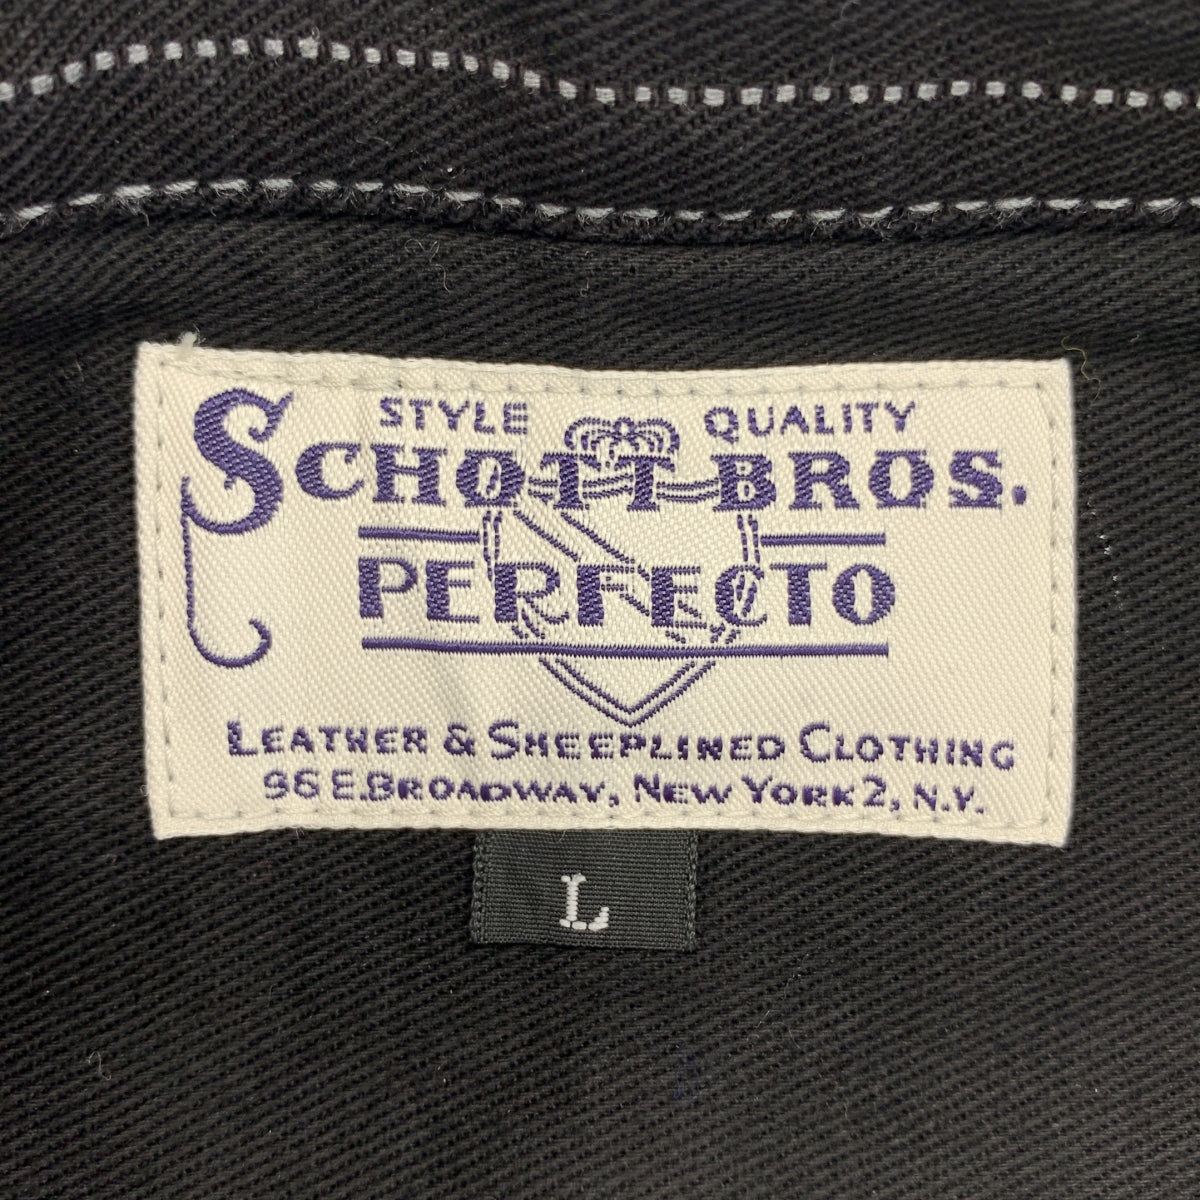 STYLE QUALITY
SCHOTT BROS.
PERFECTO
LEATHER & SHEEPLINED CLOTHING
96 E. BROADWAY, NEW YORK 2, N.Y.
L